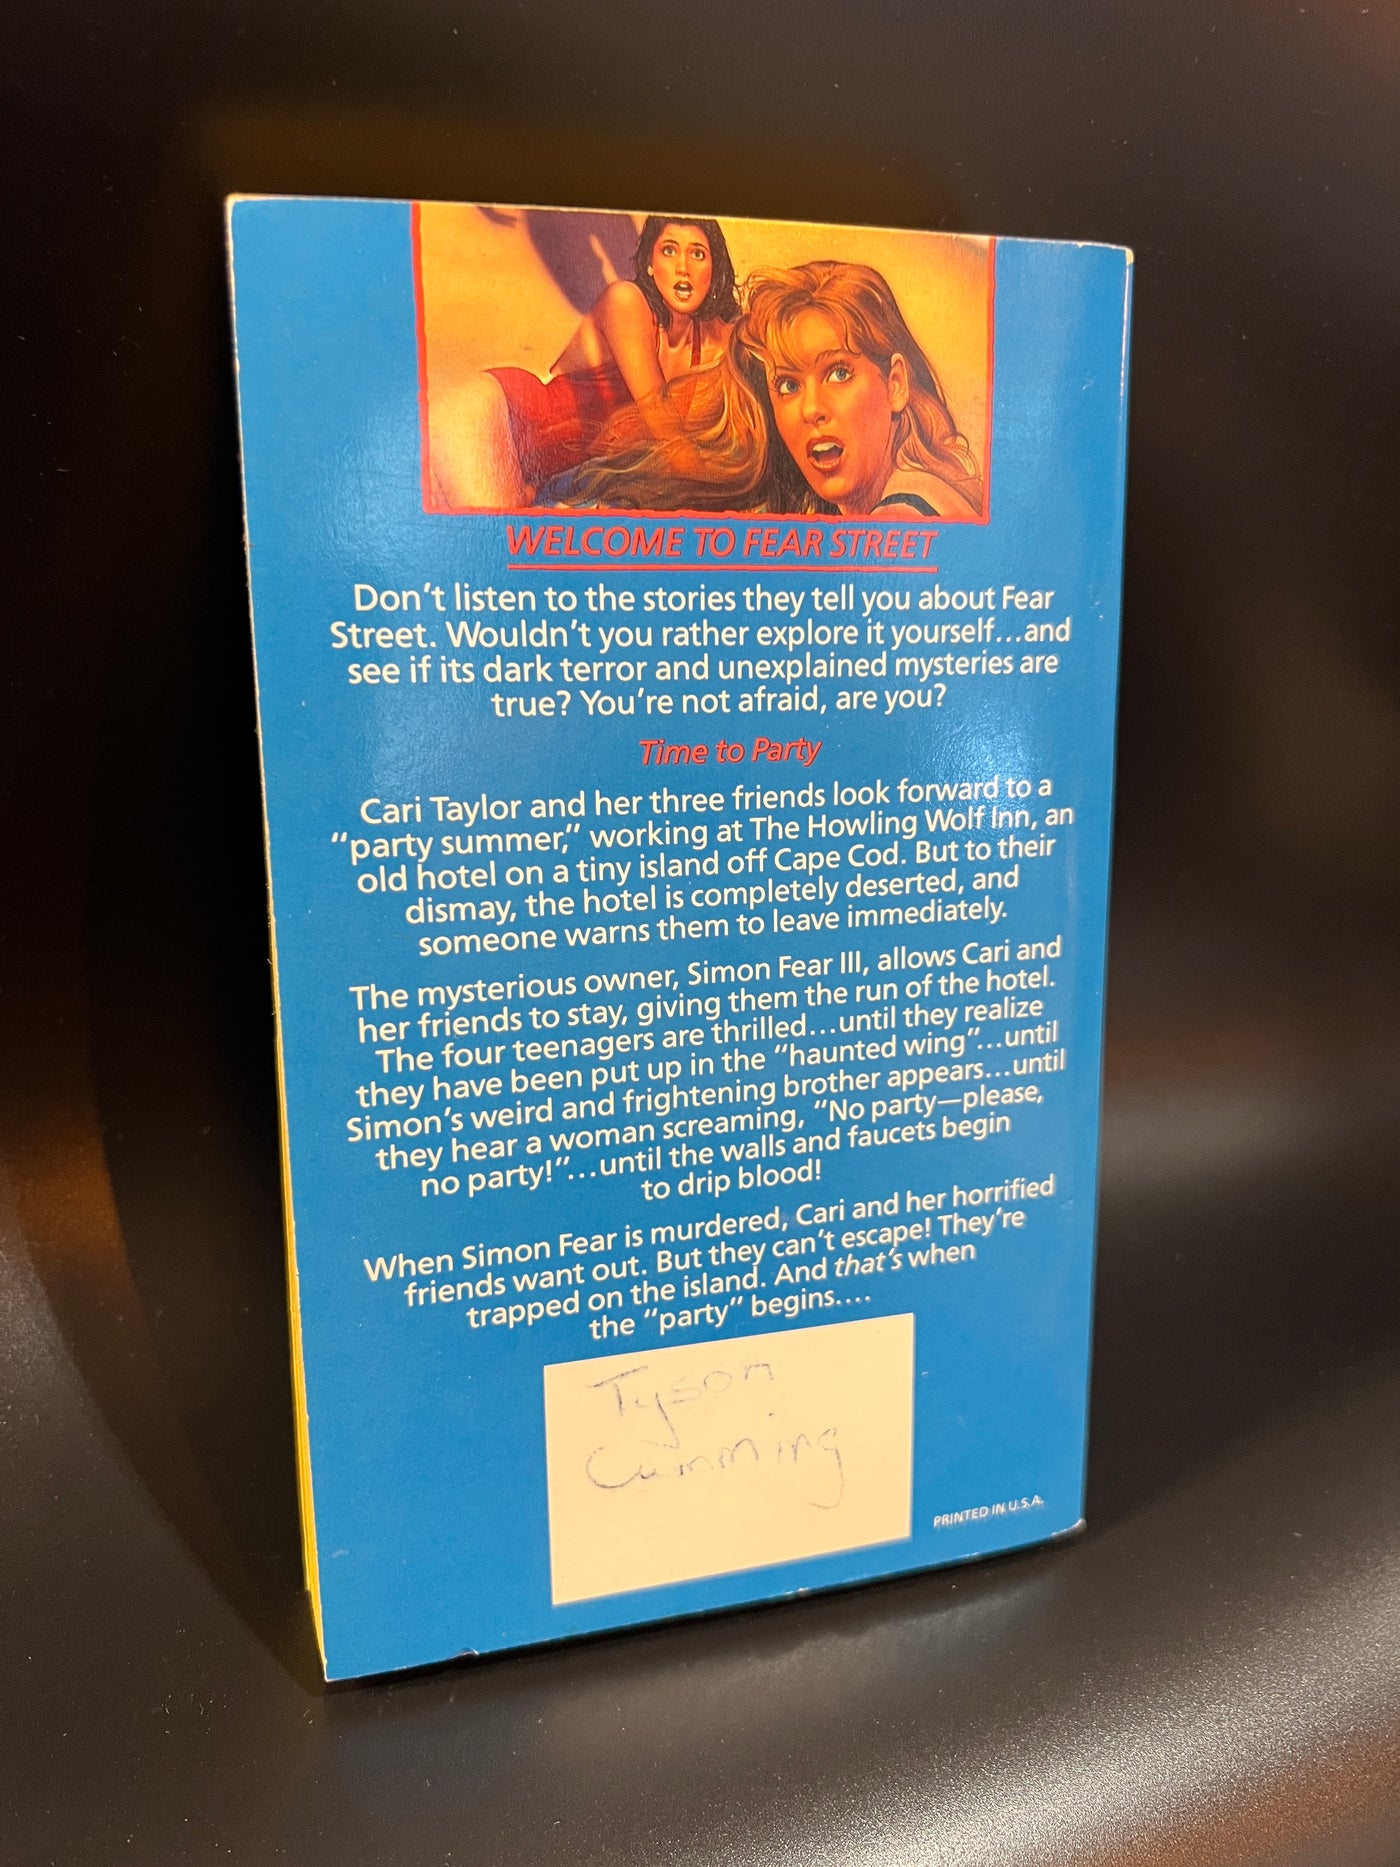 WELCOME TO FEAR STREET
Don't listen to the stories they tell you about Fear
Street. Wouldn't you rather explore it yourself...and
see if its dark terror and unexplained mysteries are
true? You're not afraid, are you?
Time to Party
Cari Taylor and her three friends look forward to a
"party summer," working at The Howling Wolf Inn, an
old hotel on a tiny island off Cape Cod. But to their
dismay, the hotel is completely deserted, and
someone warns them to leave immediately.
The mysterious owner, Simon Fear III, allows Cari and
her friends to stay, giving them the run of the hotel.
The four teenagers are thrilled...until they realize
they have been put up in the "haunted wing"...until
Simon's weird and frightening brother appears...until
they hear a woman screaming, "No party—please,
no party!"...until the walls and faucets begin
to drip blood!
When Simon Fear is murdered, Cari and her horrified
friends want out. But they can't escape! They're
trapped on the island. And that's when
the "party" begins....
Tyson
Cumming
PRINTED IN U.S.A.